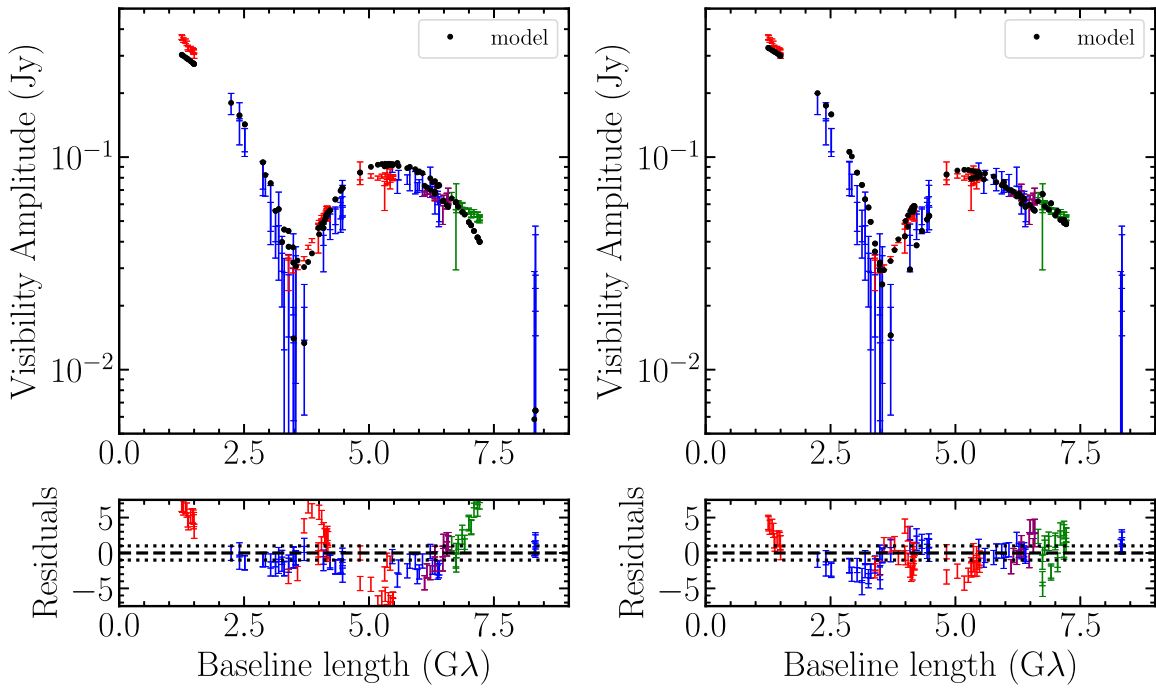 Visibility Amplitude (Jy)
10⁻¹
10⁻²
model
0.0 2.5 5.0 7.5
Residuals
5
0
−5
0.0 2.5 5.0 7.5
Baseline length (Gλ)
Visibility Amplitude (Jy)
10⁻¹
10⁻²
model
0.0 2.5 5.0 7.5
Residuals
5
0
−5
0.0 2.5 5.0 7.5
Baseline length (Gλ)